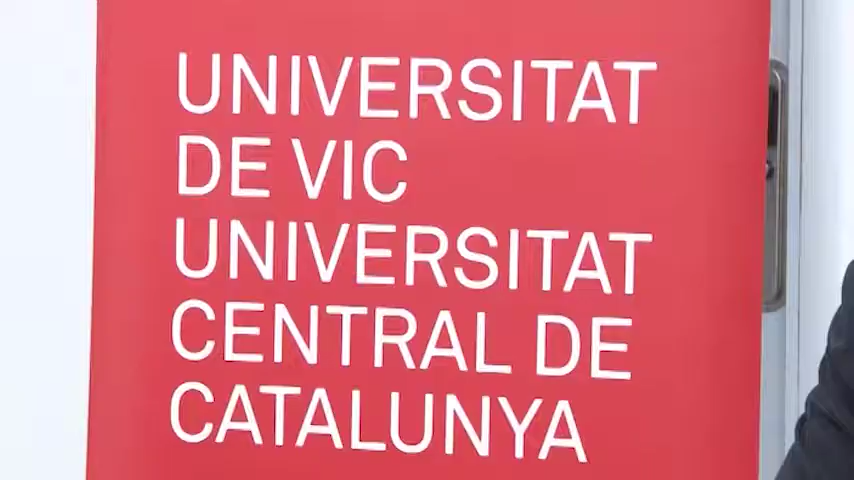 UNIVERSITAT
DE VIC
UNIVERSITAT
CENTRAL DE
CATALUNYA